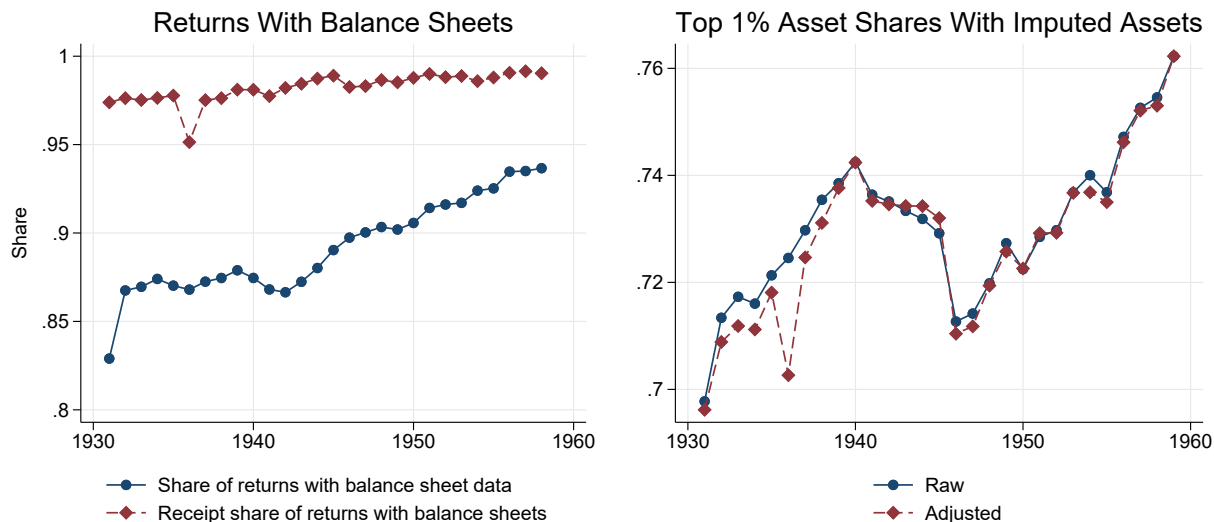 Returns With Balance Sheets
1
.95
.9
.85
.8
Share
1930 1940 1950 1960
Share of returns with balance sheet data
Receipt share of returns with balance sheets
Top 1% Asset Shares With Imputed Assets
.76
.74
.72
.7
1930 1940 1950 1960
Raw
Adjusted